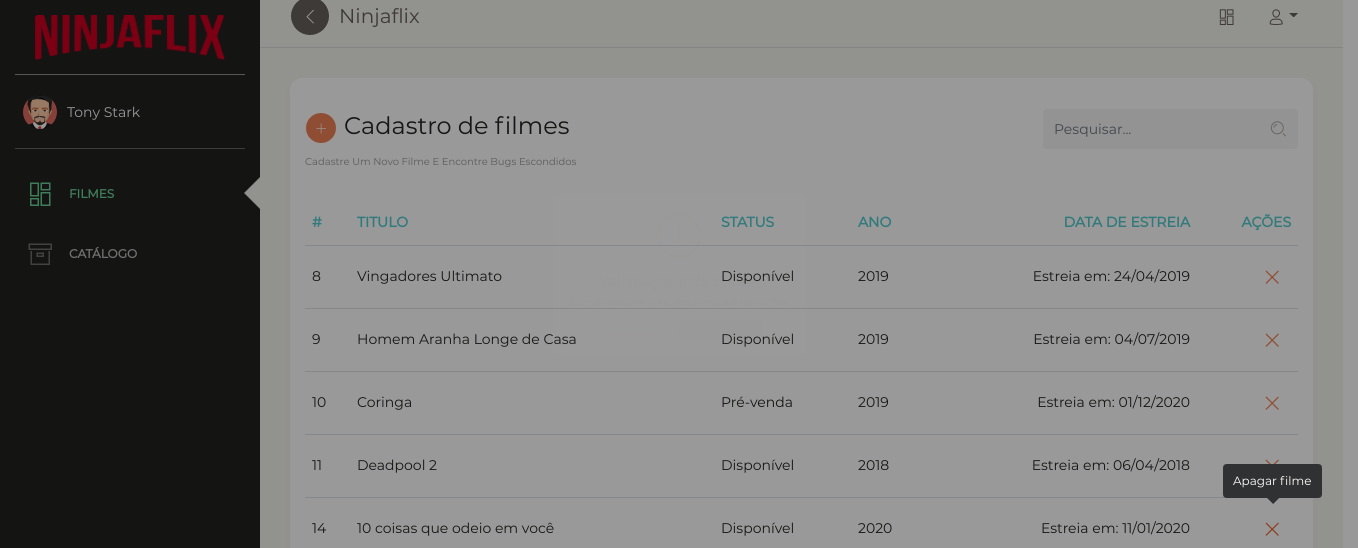 NINJAFLIX
Ninjaflix
Tony Stark
FILMES
CATÁLOGO
Cadastro de filmes
Pesquisar...
Cadastre Um Novo Filme E Encontre Bugs Escondidos
# TITULO STATUS ANO DATA DE ESTREIA AÇÕES
8 Vingadores Ultimato Disponível 2019 Estreia em: 24/04/2019
9 Homem Aranha Longe de Casa Disponível 2019 Estreia em: 04/07/2019
10 Coringa Pré-venda 2019 Estreia em: 01/12/2020
11 Deadpool 2 Disponível 2018 Estreia em: 06/04/2018
Apagar filme
14 10 coisas que odeio em você Disponível 2020 Estreia em: 11/01/2020